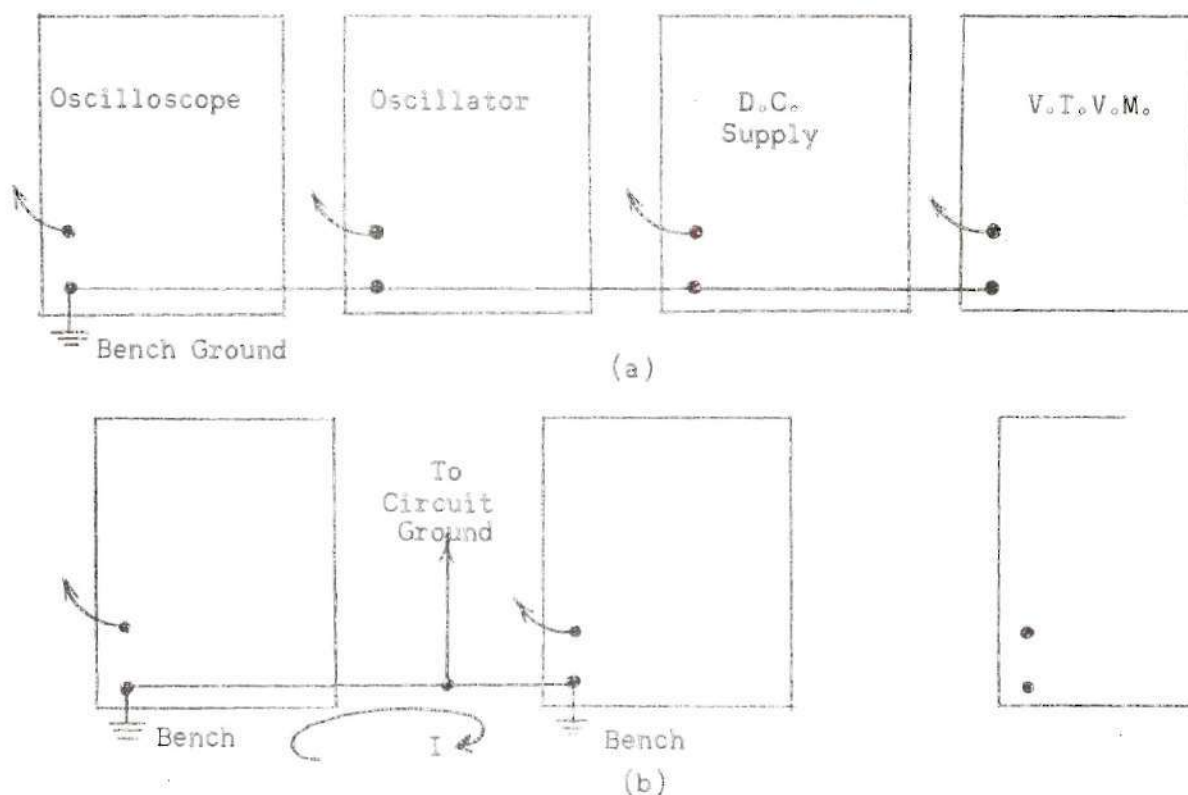 Oscilloscope
Oscillator
D.C.
Supply
V.T.V.M.
Bench Ground
(a)
To
Circuit
Ground
Bench
I
Bench
(b)